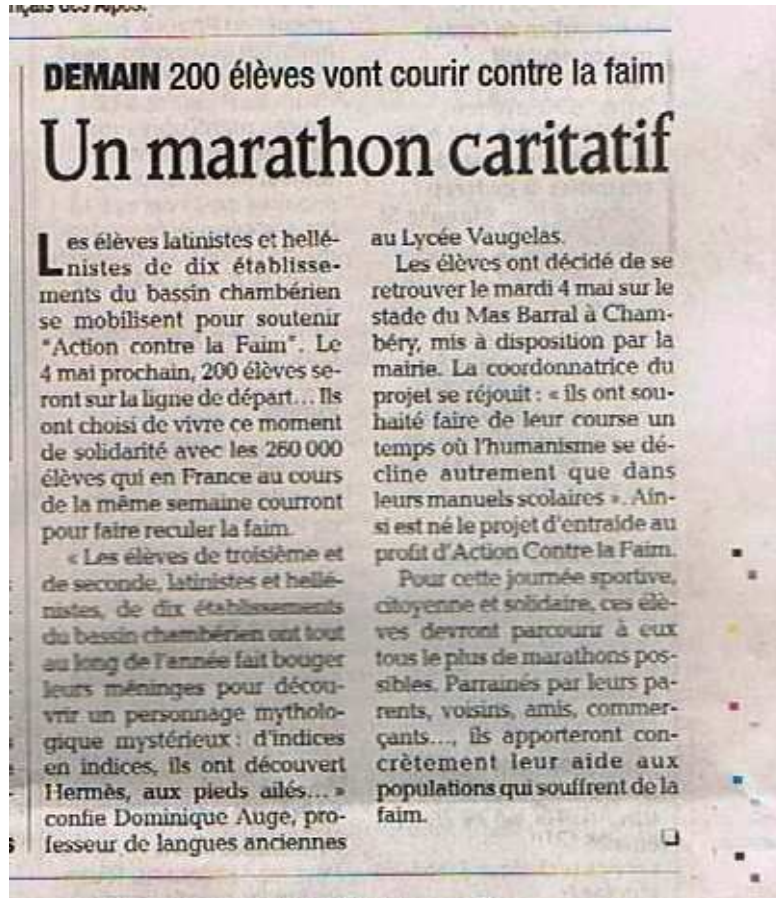 nçais des Alpes.
DEMAIN 200 élèves vont courir contre la faim
Un marathon caritatif
Les élèves latinistes et hellé-
nistes de dix établisse-
ments du bassin chambérien
se mobilisent pour soutenir
"Action contre la Faim". Le
4 mai prochain, 200 élèves se-
ront sur la ligne de départ... Ils
ont choisi de vivre ce moment
de solidarité avec les 260 000
élèves qui en France au cours
de la même semaine courront
pour faire reculer la faim.
« Les élèves de troisième et
de seconde, latinistes et hellé-
nistes, de dix établissements
du bassin chambérien ont tout
au long de l'année fait bouger
leurs méninges pour décou-
vrir un personnage mytholo-
gique mystérieux : d'indices
en indices, ils ont découvert
Hermès, aux pieds ailés... »
confie Dominique Auge, pro-
fesseur de langues anciennes
au Lycée Vaugelas.
Les élèves ont décidé de se
retrouver le mardi 4 mai sur le
stade du Mas Barral à Cham-
béry, mis à disposition par la
mairie. La coordonnatrice du
projet se réjouit : « ils ont sou-
haité faire de leur course un
temps où l'humanisme se dé-
cline autrement que dans
leurs manuels scolaires ». Ain-
si est né le projet d'entraide au
profit d'Action Contre la Faim.
Pour cette journée sportive,
citoyenne et solidaire, ces élè-
ves devront parcourir à eux
tous le plus de marathons pos-
sibles. Parrainés par leurs pa-
rents, voisins, amis, commer-
çants..., ils apporteront con-
crètement leur aide aux
populations qui souffrent de la
faim.